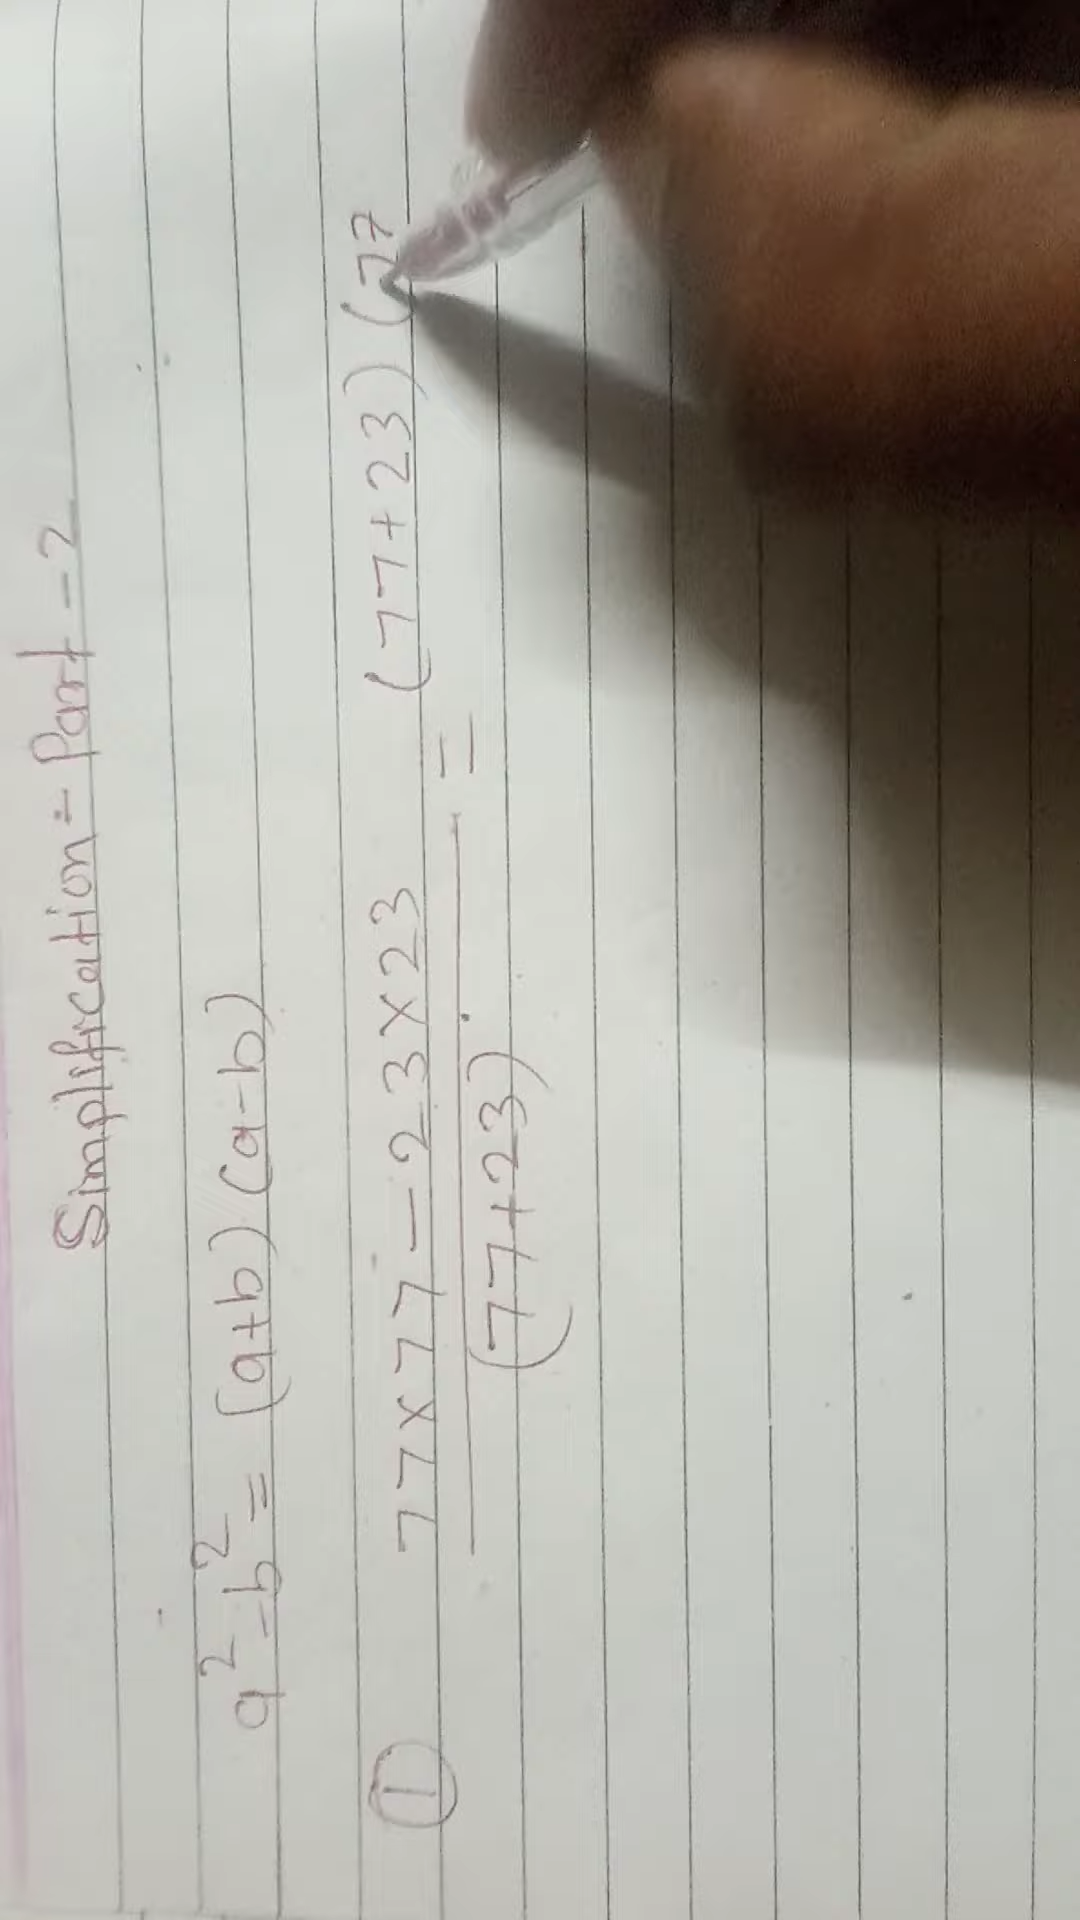 Simplification:- Part -2
a²-b² = (a+b) (a-b)
① 77×77-23×23 = (77+23) (77
(77+23)